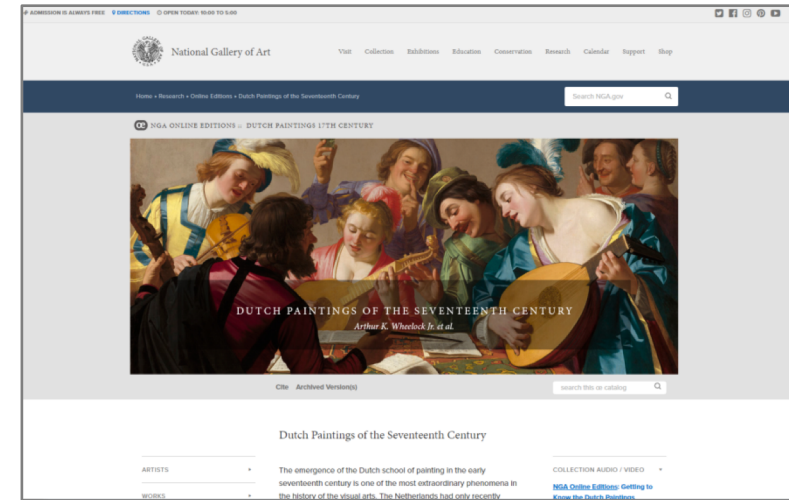 ADMISSION IS ALWAYS FREE DIRECTIONS OPEN TODAY: 10:00 TO 5:00
National Gallery of Art
Visit Collection Exhibitions Education Conservation Research Calendar Support Shop
Home • Research • Online Editions • Dutch Paintings of the Seventeenth Century
Search NGA.gov
NGA ONLINE EDITIONS :: DUTCH PAINTINGS 17TH CENTURY
DUTCH PAINTINGS OF THE SEVENTEENTH CENTURY
Arthur K. Wheelock Jr. et al.
Cite Archived Version(s)
search this oe catalog
Dutch Paintings of the Seventeenth Century
ARTISTS
WORKS
The emergence of the Dutch school of painting in the early
seventeenth century is one of the most extraordinary phenomena in
the history of the visual arts. The Netherlands had only recently
COLLECTION AUDIO / VIDEO
NGA Online Editions: Getting to
Know the Dutch Paintings